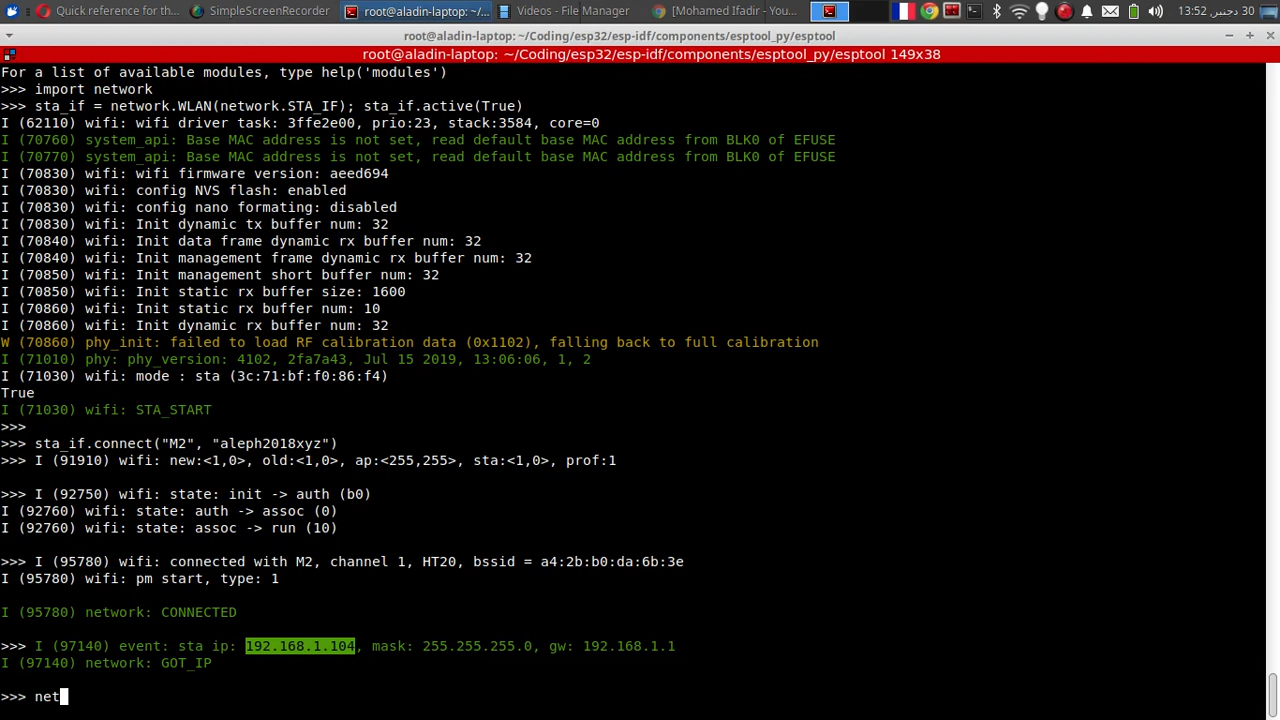 Quick reference for th... SimpleScreenRecorder root@aladin-laptop: ~/... Videos - File Manager [Mohamed Ifadir - You... 13:52 ,دجنبر 30
root@aladin-laptop: ~/Coding/esp32/esp-idf/components/esptool_py/esptool
root@aladin-laptop: ~/Coding/esp32/esp-idf/components/esptool_py/esptool 149x38
For a list of available modules, type help('modules')
>>> import network
>>> sta_if = network.WLAN(network.STA_IF); sta_if.active(True)
I (62110) wifi: wifi driver task: 3ffe2e00, prio:23, stack:3584, core=0
I (70760) system_api: Base MAC address is not set, read default base MAC address from BLK0 of EFUSE
I (70770) system_api: Base MAC address is not set, read default base MAC address from BLK0 of EFUSE
I (70830) wifi: wifi firmware version: aeed694
I (70830) wifi: config NVS flash: enabled
I (70830) wifi: config nano formating: disabled
I (70830) wifi: Init dynamic tx buffer num: 32
I (70840) wifi: Init data frame dynamic rx buffer num: 32
I (70840) wifi: Init management frame dynamic rx buffer num: 32
I (70850) wifi: Init management short buffer num: 32
I (70850) wifi: Init static rx buffer size: 1600
I (70860) wifi: Init static rx buffer num: 10
I (70860) wifi: Init dynamic rx buffer num: 32
W (70860) phy_init: failed to load RF calibration data (0x1102), falling back to full calibration
I (71010) phy: phy_version: 4102, 2fa7a43, Jul 15 2019, 13:06:06, 1, 2
I (71030) wifi: mode : sta (3c:71:bf:f0:86:f4)
True
I (71030) wifi: STA_START
>>>
>>> sta_if.connect("M2", "aleph2018xyz")
>>> I (91910) wifi: new:<1,0>, old:<1,0>, ap:<255,255>, sta:<1,0>, prof:1
>>> I (92750) wifi: state: init -> auth (b0)
I (92760) wifi: state: auth -> assoc (0)
I (92760) wifi: state: assoc -> run (10)
>>> I (95780) wifi: connected with M2, channel 1, HT20, bssid = a4:2b:b0:da:6b:3e
I (95780) wifi: pm start, type: 1
I (95780) network: CONNECTED
>>> I (97140) event: sta ip: 192.168.1.104, mask: 255.255.255.0, gw: 192.168.1.1
I (97140) network: GOT_IP
>>> net